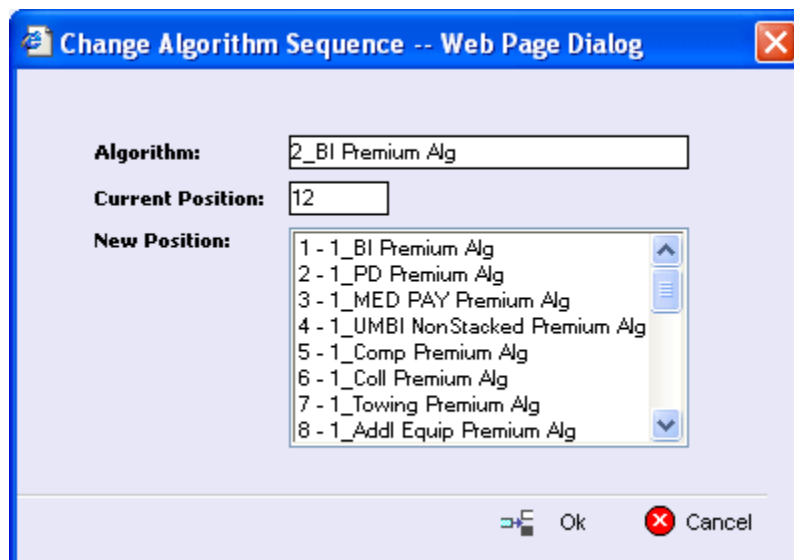 Change Algorithm Sequence -- Web Page Dialog
Algorithm: 2_BI Premium Alg
Current Position: 12
New Position:
1 - 1_BI Premium Alg
2 - 1_PD Premium Alg
3 - 1_MED PAY Premium Alg
4 - 1_UMBI NonStacked Premium Alg
5 - 1_Comp Premium Alg
6 - 1_Coll Premium Alg
7 - 1_Towing Premium Alg
8 - 1_Addl Equip Premium Alg
Ok Cancel